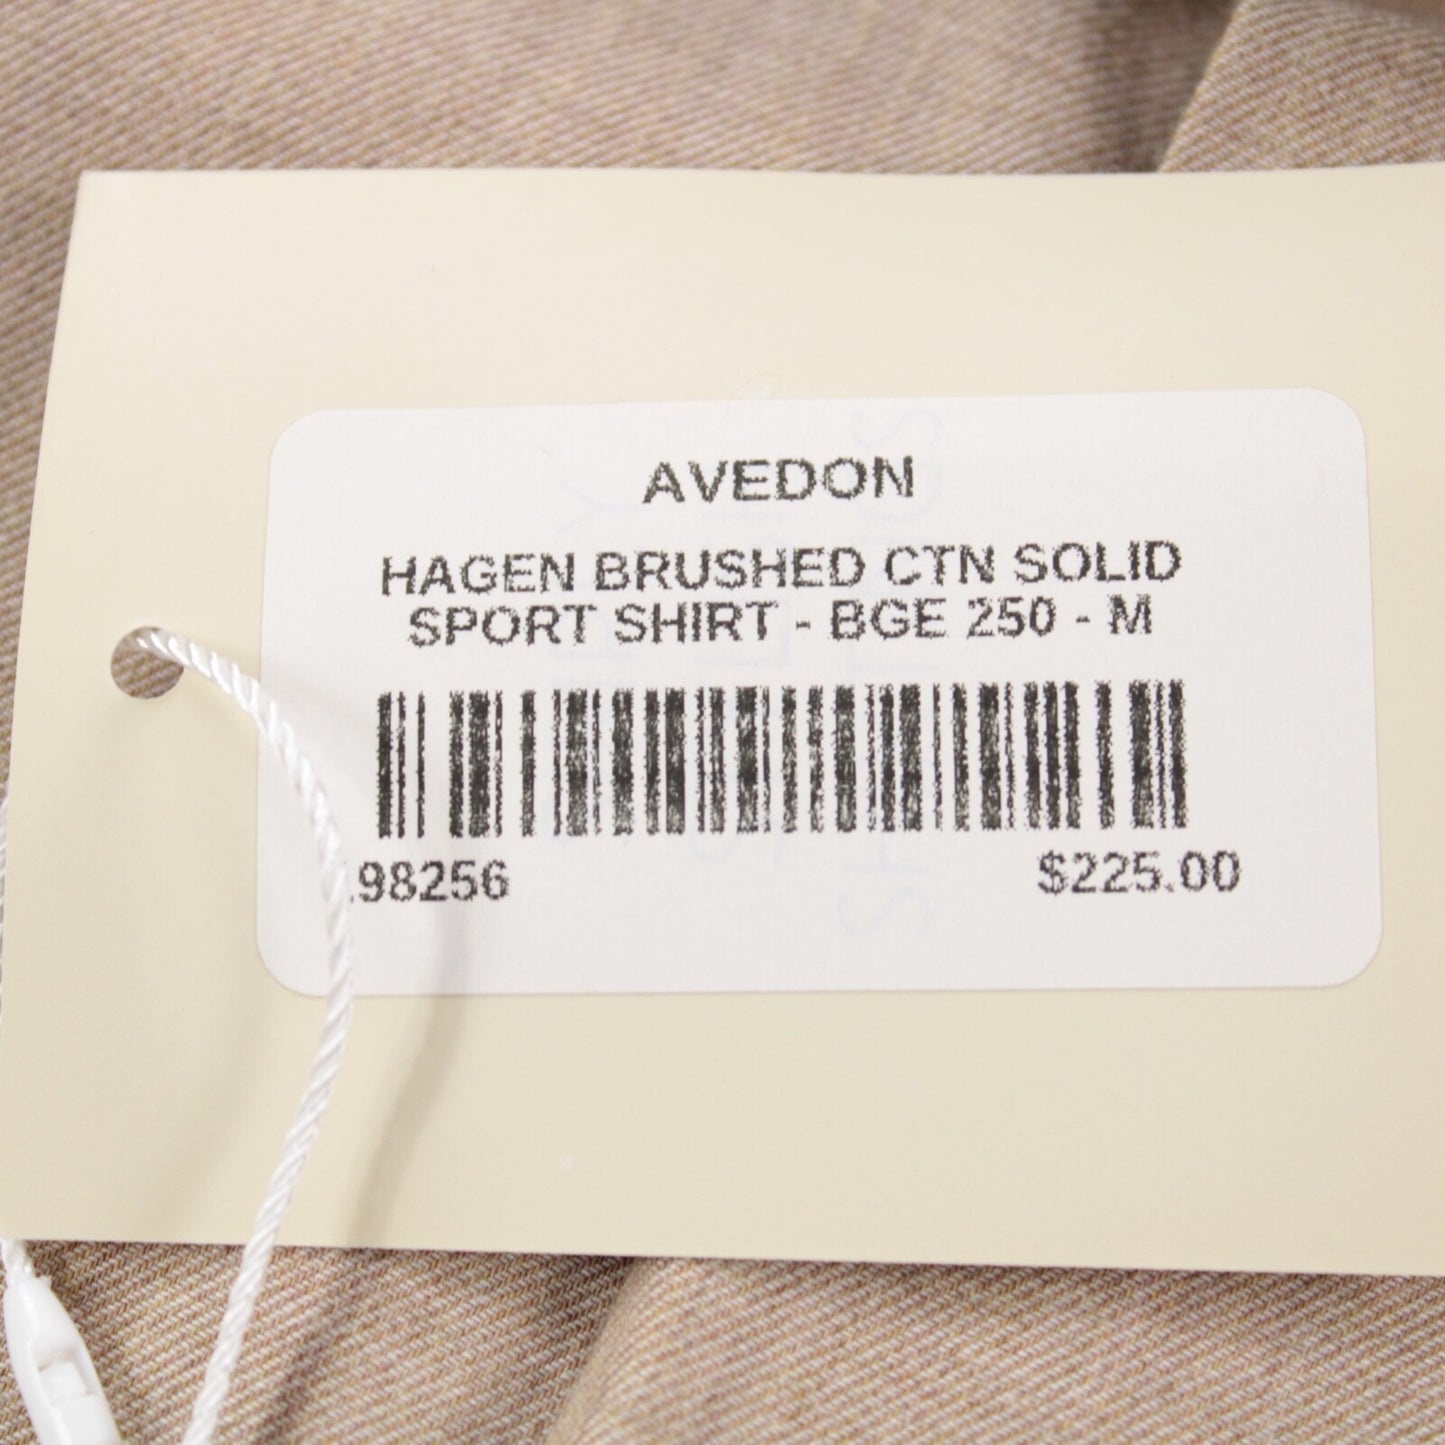 AVEDON
HAGEN BRUSHED CTN SOLID
SPORT SHIRT - BGE 250 - M
98256 $225.00